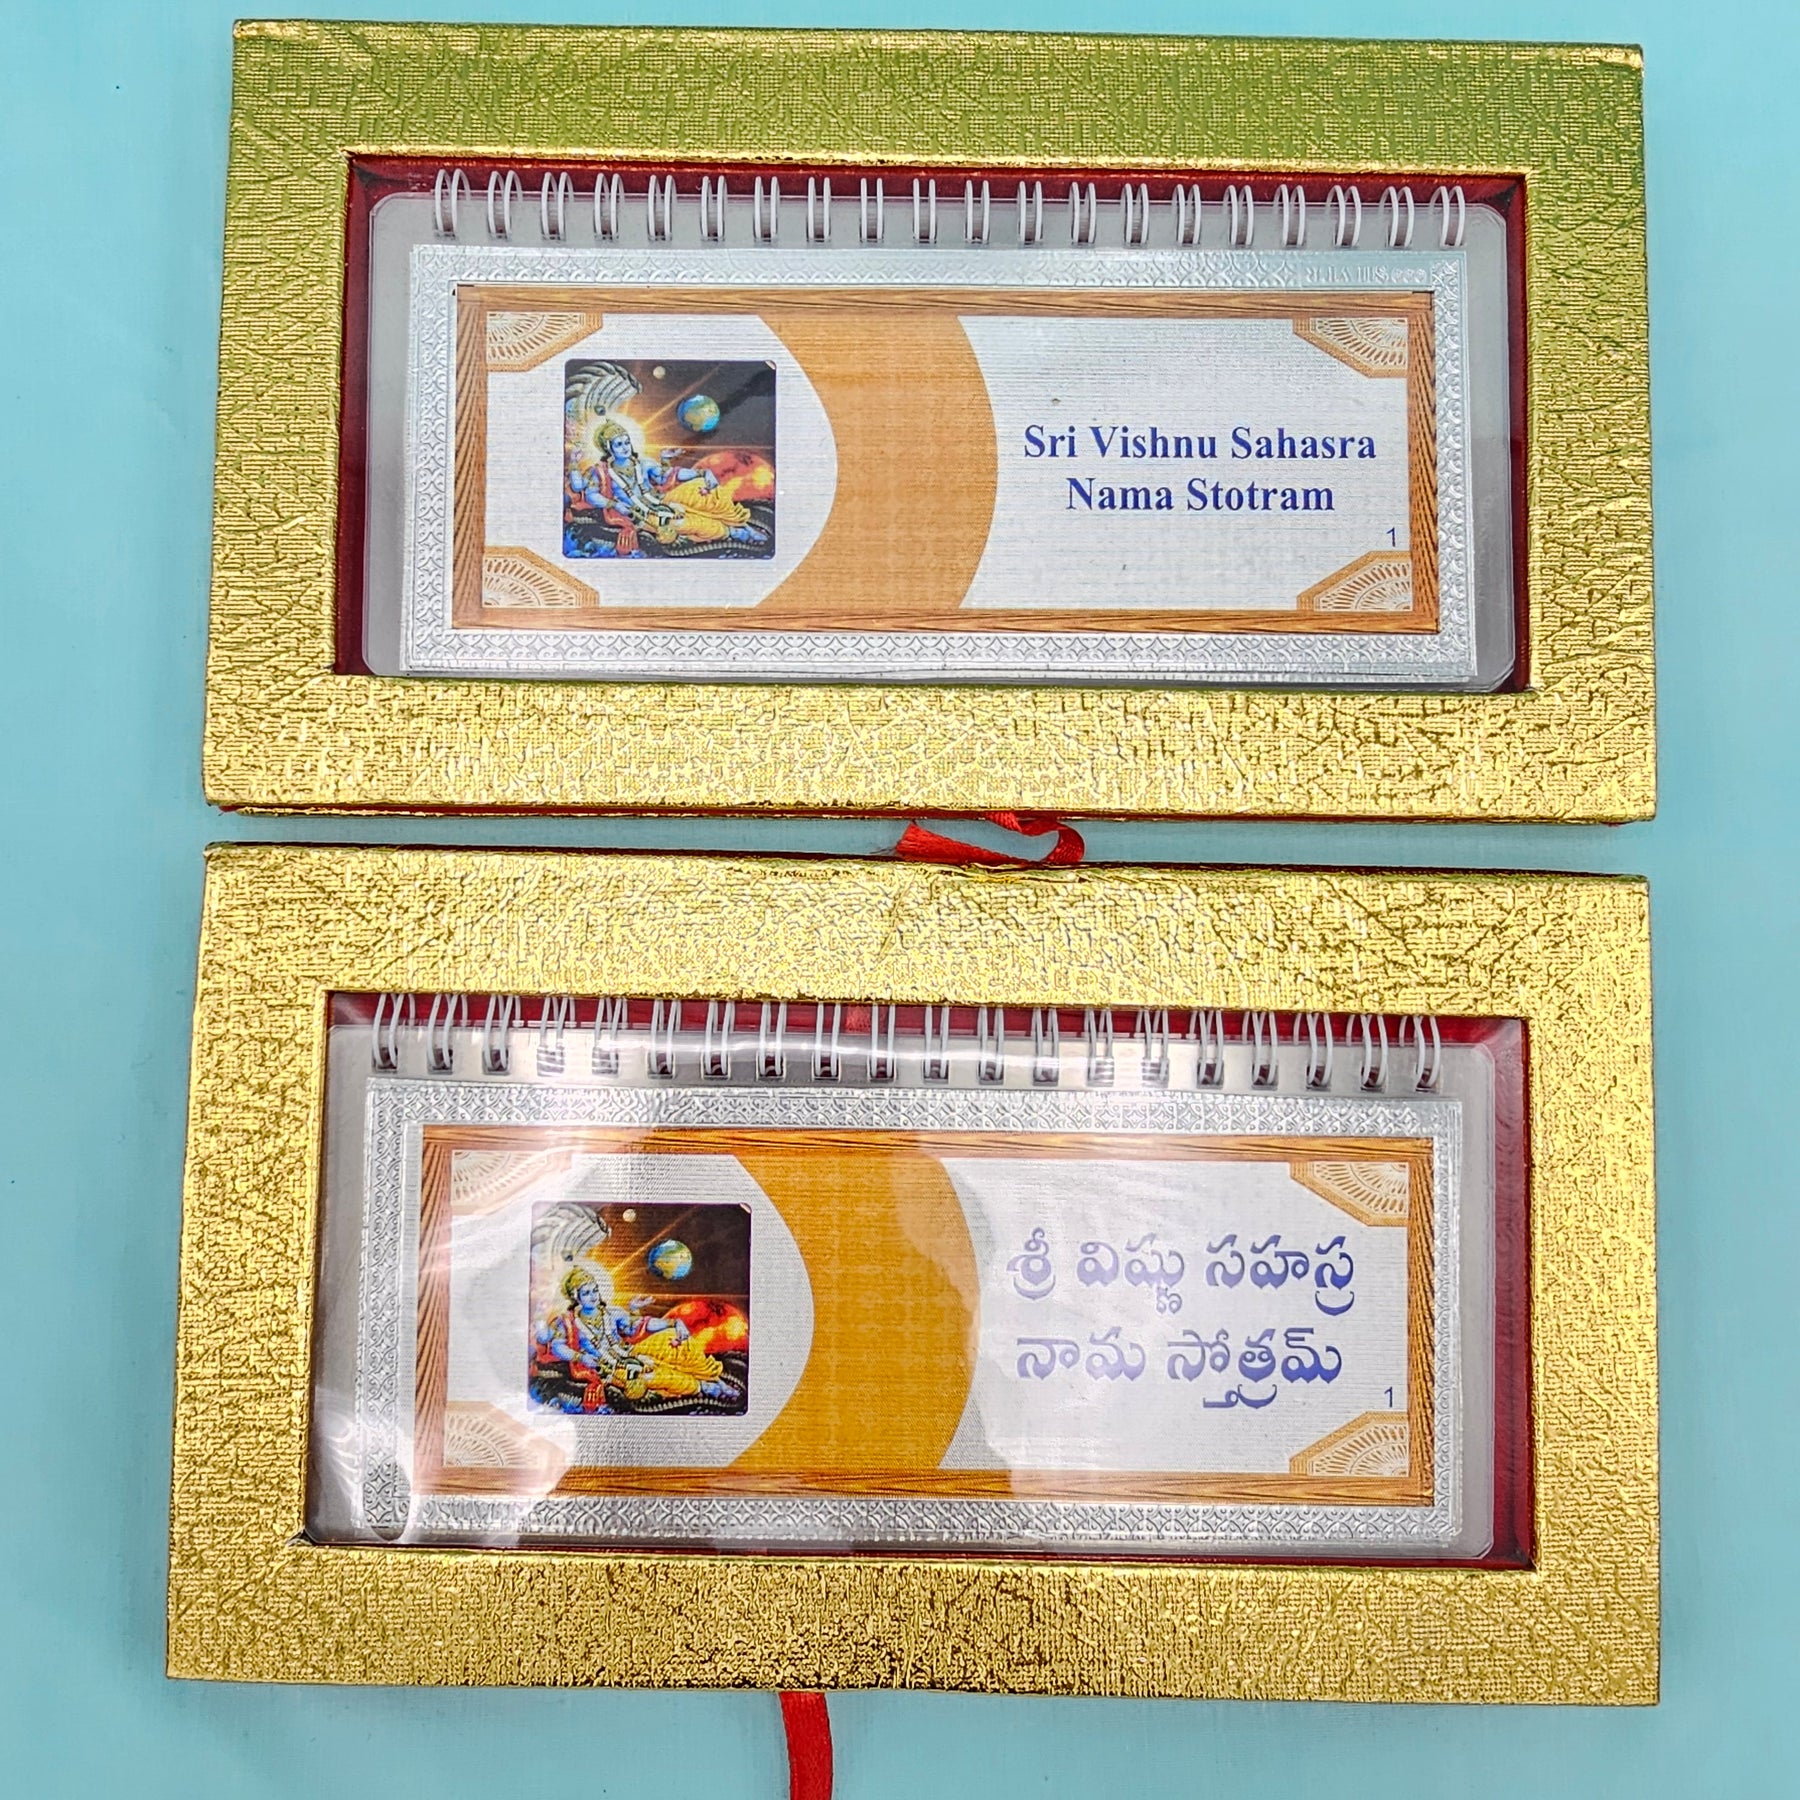 Sri Vishnu Sahasra
Nama Stotram
1
శ్రీ విష్ణు సహస్ర
నామ స్తోత్రమ్
1